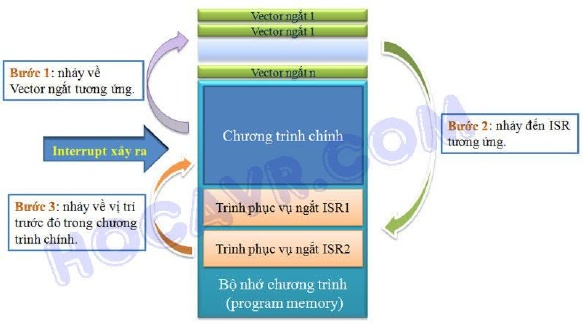 Vector ngắt 1
Vector ngắt 1
Vector ngắt n
Bước 1: nhảy về
Vector ngắt tương ứng.
Chương trình chính
Bước 2: nhảy đến ISR
tương ứng.
Interrupt xảy ra
Bước 3: nhảy về vị trí
trước đó trong chương
trình chính.
Trình phục vụ ngắt ISR1
Trình phục vụ ngắt ISR2
Bộ nhớ chương trình
(program memory)
HOCAVR.COM